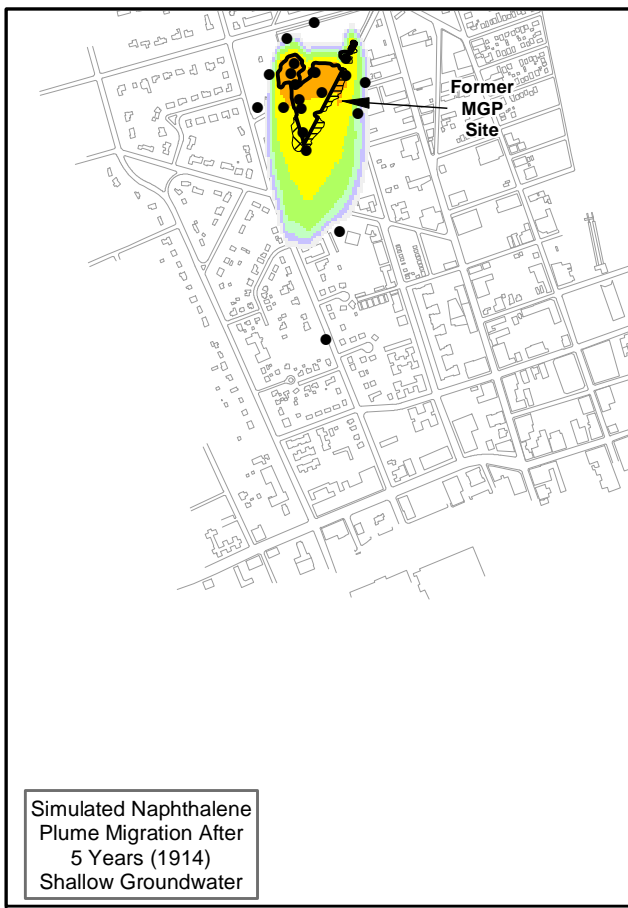 Former
MGP
Site
Simulated Naphthalene
Plume Migration After
5 Years (1914)
Shallow Groundwater